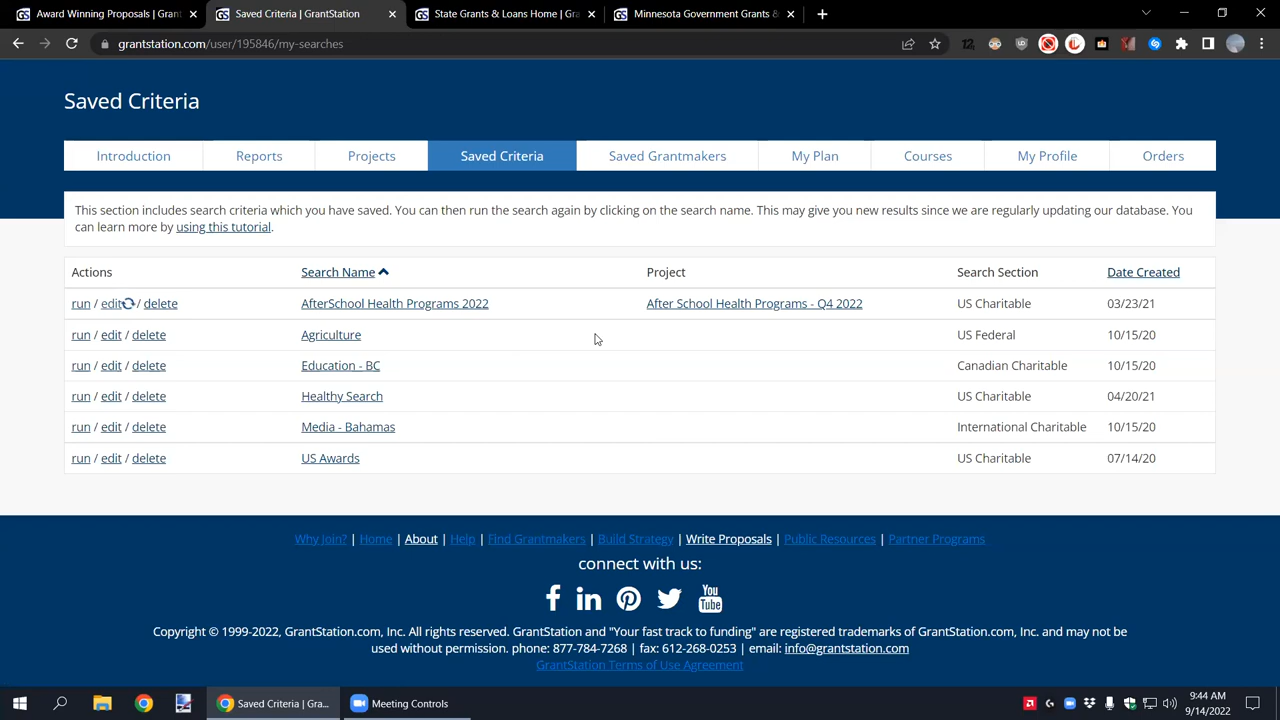 Award Winning Proposals | Grant
Saved Criteria | GrantStation
State Grants & Loans Home | Gra
Minnesota Government Grants &
grantstation.com/user/195846/my-searches
Saved Criteria
Introduction
Reports
Projects
Saved Criteria
Saved Grantmakers
My Plan
Courses
My Profile
Orders
This section includes search criteria which you have saved. You can then run the search again by clicking on the search name. This may give you new results since we are regularly updating our database. You
can learn more by using this tutorial.
Actions Search Name Project Search Section Date Created
run / edit / delete AfterSchool Health Programs 2022 After School Health Programs - Q4 2022 US Charitable 03/23/21
run / edit / delete Agriculture US Federal 10/15/20
run / edit / delete Education - BC Canadian Charitable 10/15/20
run / edit / delete Healthy Search US Charitable 04/20/21
run / edit / delete Media - Bahamas International Charitable 10/15/20
run / edit / delete US Awards US Charitable 07/14/20
Why Join? | Home | About | Help | Find Grantmakers | Build Strategy | Write Proposals | Public Resources | Partner Programs
connect with us:
You
Tube
Copyright © 1999-2022, GrantStation.com, Inc. All rights reserved. GrantStation and "Your fast track to funding" are registered trademarks of GrantStation.com, Inc. and may not be
used without permission. phone: 877-784-7268 | fax: 612-268-0253 | email: info@grantstation.com
GrantStation Terms of Use Agreement
Saved Criteria | Gra...
Meeting Controls
9:44 AM
9/14/2022